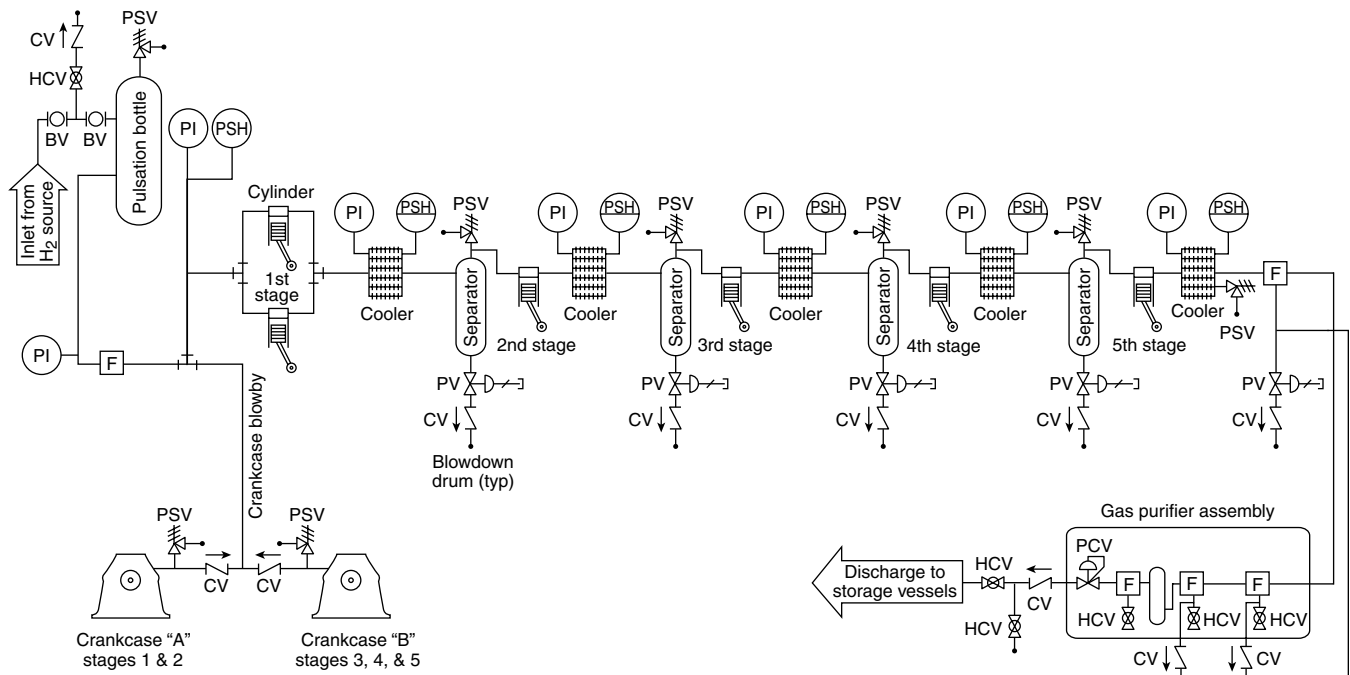 PSV
CV
HCV
BV
BV
Pulsation bottle
Inlet from
H2 source
PI
PSH
Cylinder
1st
stage
PI
PSH
PSV
PI
PSH
PSV
PI
PSH
PSV
PI
PSH
PSV
PI
PSH
F
PSV
Cooler
Separator
2nd stage
Cooler
Separator
3rd stage
Cooler
Separator
4th stage
Cooler
Separator
5th stage
Cooler
PI
F
PV
CV
PV
CV
PV
CV
PV
CV
PV
CV
Blowdown
drum (typ)
Crankcase blowby
PSV
PSV
CV
CV
Crankcase “A”
stages 1 & 2
Crankcase “B”
stages 3, 4, & 5
Gas purifier assembly
Discharge to
storage vessels
HCV
HCV
CV
PCV
F
F
F
HCV
HCV
HCV
CV
CV